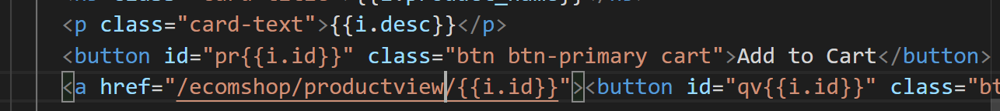 <p class="card-text">{{i.desc}}</p>
<button id="pr{{i.id}}" class="btn btn-primary cart">Add to Cart</button>
<a href="/ecomshop/productview/{{i.id}}"><button id="qv{{i.id}}" class="bt